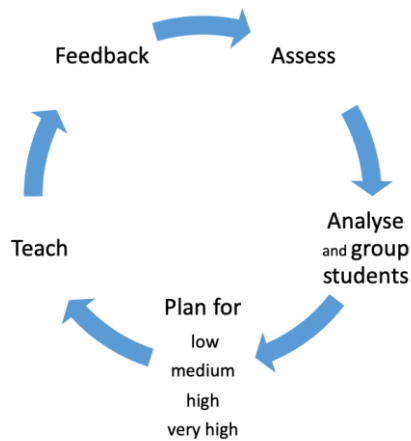 Feedback
Assess
Analyse
and group
students
Plan for
low
medium
high
very high
Teach